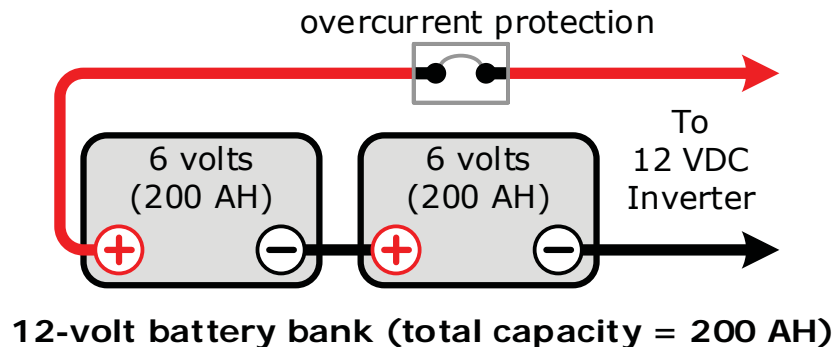 overcurrent protection
6 volts
(200 AH)
+
−
6 volts
(200 AH)
+
−
To
12 VDC
Inverter
12-volt battery bank (total capacity = 200 AH)